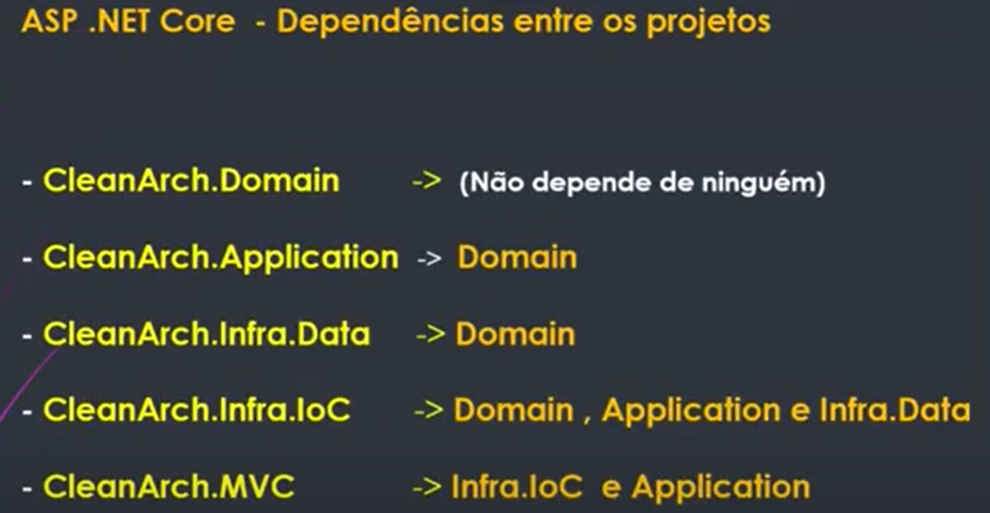 ASP .NET Core - Dependências entre os projetos
- CleanArch.Domain -> (Não depende de ninguém)
- CleanArch.Application -> Domain
- CleanArch.Infra.Data -> Domain
- CleanArch.Infra.IoC -> Domain , Application e Infra.Data
- CleanArch.MVC -> Infra.IoC e Application